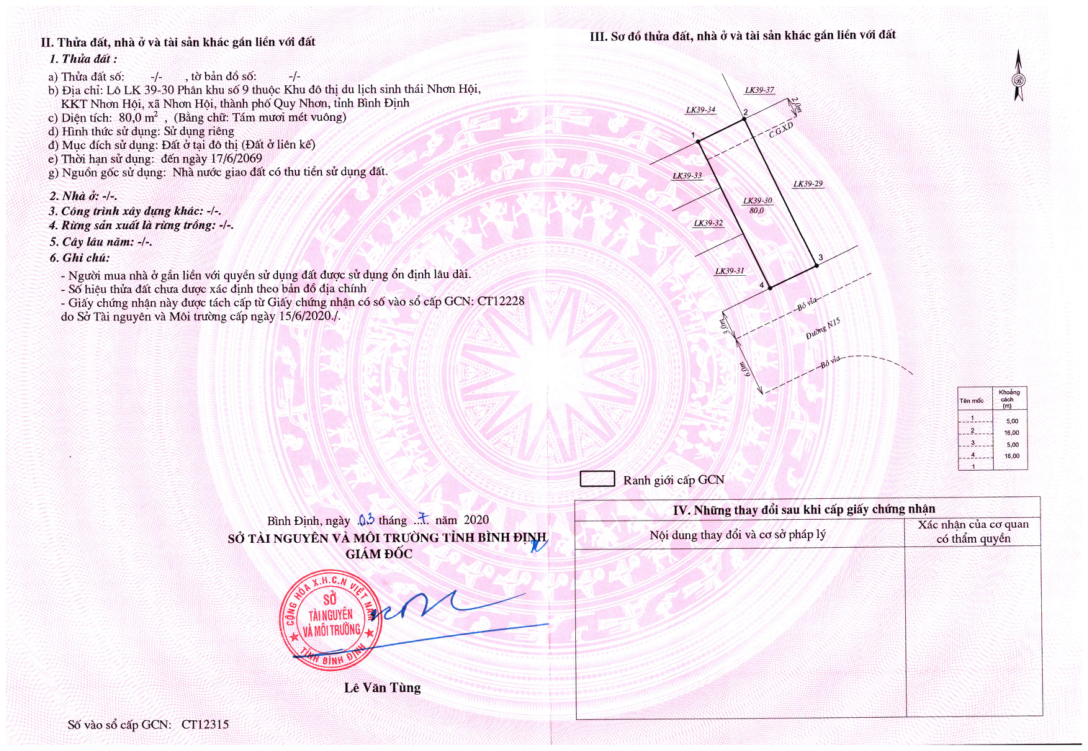 II. Thửa đất, nhà ở và tài sản khác gắn liền với đất
1. Thửa đất :
a) Thửa đất số: -/- , tờ bản đồ số: -/-
b) Địa chỉ: Lô LK 39-30 Phân khu số 9 thuộc Khu đô thị du lịch sinh thái Nhơn Hội,
KKT Nhơn Hội, xã Nhơn Hội, thành phố Quy Nhơn, tỉnh Bình Định
c) Diện tích: 80,0 m² , (Bằng chữ: Tám mươi mét vuông)
d) Hình thức sử dụng: Sử dụng riêng
đ) Mục đích sử dụng: Đất ở tại đô thị (Đất ở liên kế)
e) Thời hạn sử dụng: đến ngày 17/6/2069
g) Nguồn gốc sử dụng: Nhà nước giao đất có thu tiền sử dụng đất.
2. Nhà ở: -/-.
3. Công trình xây dựng khác: -/-.
4. Rừng sản xuất là rừng trồng: -/-.
5. Cây lâu năm: -/-.
6. Ghi chú:
- Người mua nhà ở gắn liền với quyền sử dụng đất được sử dụng ổn định lâu dài.
- Số hiệu thửa đất chưa được xác định theo bản đồ địa chính
- Giấy chứng nhận này được tách cấp từ Giấy chứng nhận có số vào sổ cấp GCN: CT12228
do Sở Tài nguyên và Môi trường cấp ngày 15/6/2020./.
Bình Định, ngày 03 tháng 7 năm 2020
SỞ TÀI NGUYÊN VÀ MÔI TRƯỜNG TỈNH BÌNH ĐỊNH
GIÁM ĐỐC
CỘNG HÒA X.H.C.N VIỆT NAM
SỞ
TÀI NGUYÊN
VÀ MÔI TRƯỜNG
TỈNH BÌNH ĐỊNH
Lê Văn Tùng
Số vào sổ cấp GCN: CT12315
III. Sơ đồ thửa đất, nhà ở và tài sản khác gắn liền với đất
LK39-37
LK39-34
2
2,0m
1
C.G.X.D
LK39-33
LK39-29
LK39-30
80,0
LK39-32
3
LK39-31
4
Bó vỉa
3,0m
Đường N15
Bó vỉa
6,0m
Tên mốc Khoảng cách (m)
1
5,00
2
16,00
3
5,00
4
16,00
1
Ranh giới cấp GCN
IV. Những thay đổi sau khi cấp giấy chứng nhận
Nội dung thay đổi và cơ sở pháp lý
Xác nhận của cơ quan
có thẩm quyền